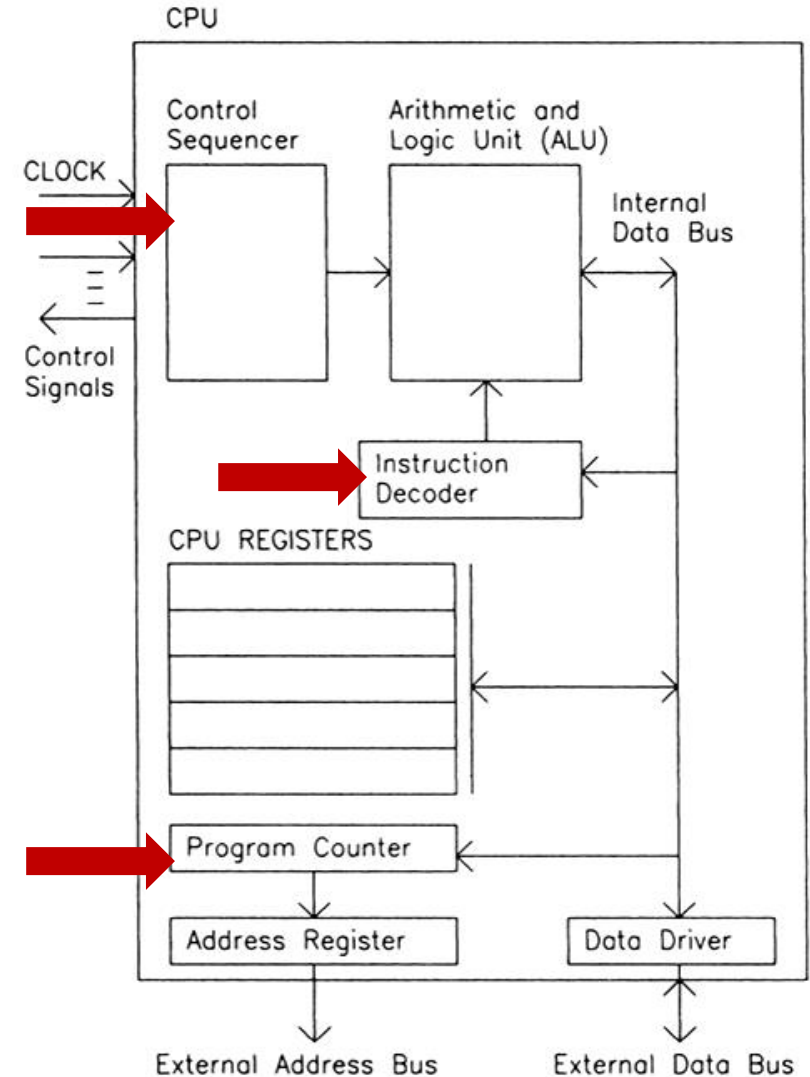 CPU
Control
Sequencer
Arithmetic and
Logic Unit (ALU)
CLOCK
Internal
Data Bus
Control
Signals
Instruction
Decoder
CPU REGISTERS
Program Counter
Address Register
Data Driver
External Address Bus
External Data Bus